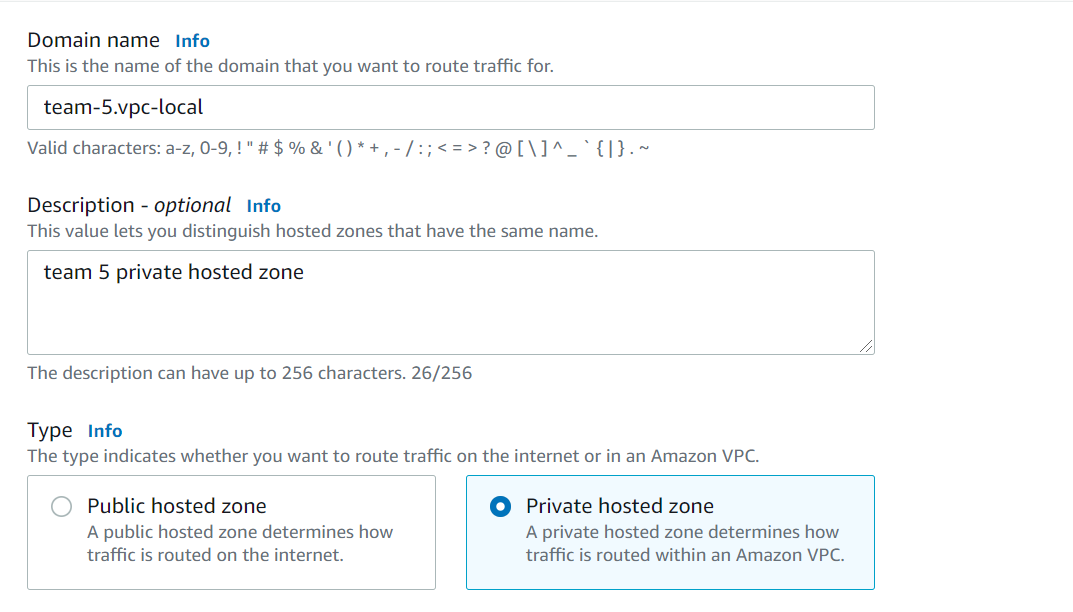 Domain name Info
This is the name of the domain that you want to route traffic for.
team-5.vpc-local
Valid characters: a-z, 0-9, ! " # $ % & ' ( ) * + , - / : ; < = > ? @ [ \ ] ^ _ ` { | } . ~
Description - optional Info
This value lets you distinguish hosted zones that have the same name.
team 5 private hosted zone
The description can have up to 256 characters. 26/256
Type Info
The type indicates whether you want to route traffic on the internet or in an Amazon VPC.
Public hosted zone
A public hosted zone determines how
traffic is routed on the internet.
Private hosted zone
A private hosted zone determines how
traffic is routed within an Amazon VPC.